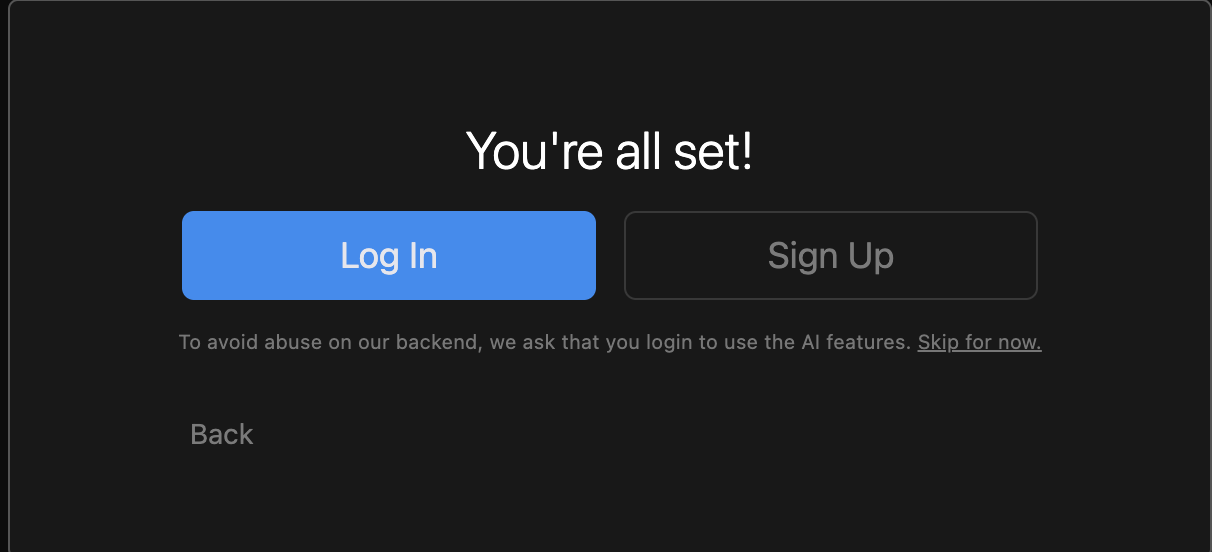 You're all set!
Log In
Sign Up
To avoid abuse on our backend, we ask that you login to use the AI features. Skip for now.
Back